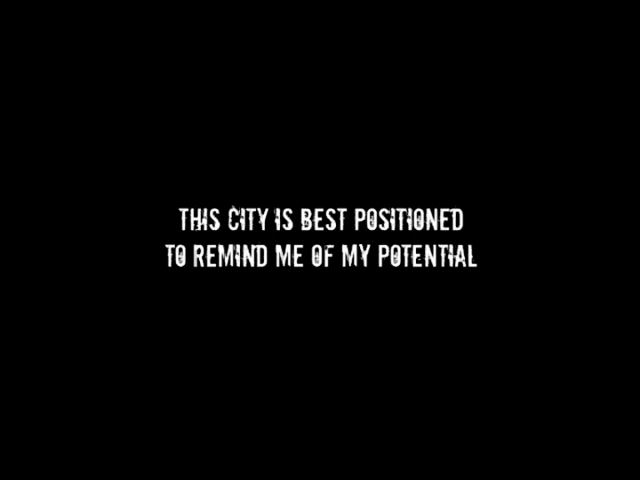 THIS CITY IS BEST POSITIONED
TO REMIND ME OF MY POTENTIAL